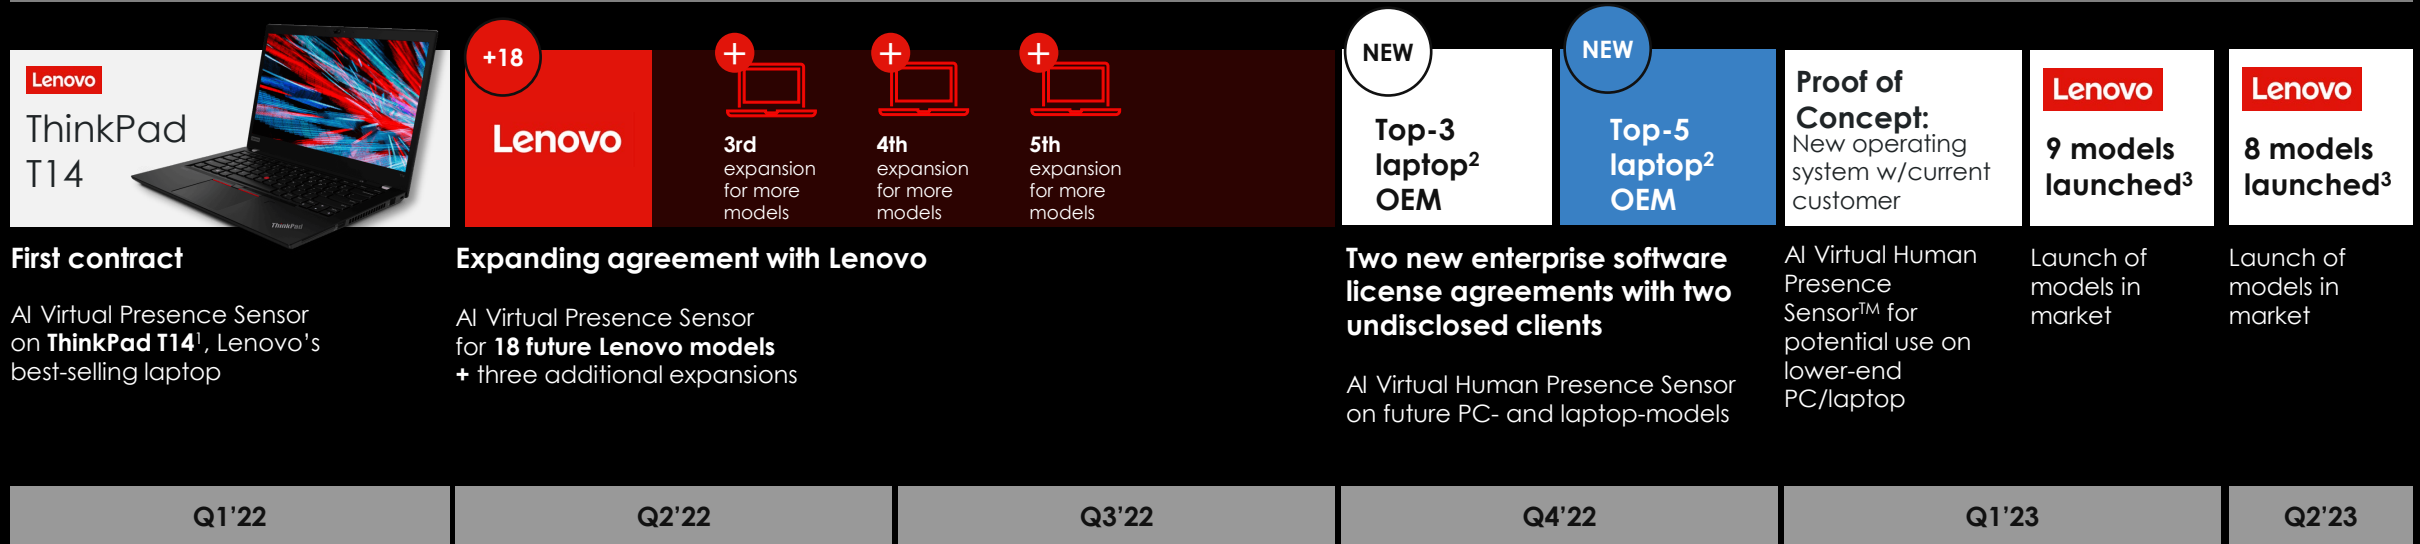 Lenovo
ThinkPad
T14
ThinkPad
First contract
AI Virtual Presence Sensor
on ThinkPad T14¹, Lenovo’s
best-selling laptop
+18
Lenovo
3rd
expansion
for more
models
4th
expansion
for more
models
5th
expansion
for more
models
Expanding agreement with Lenovo
AI Virtual Presence Sensor
for 18 future Lenovo models
+ three additional expansions
NEW
Top-3
laptop²
OEM
NEW
Top-5
laptop²
OEM
Two new enterprise software
license agreements with two
undisclosed clients
AI Virtual Human Presence Sensor
on future PC- and laptop-models
Proof of
Concept:
New operating
system w/current
customer
AI Virtual Human
Presence
Sensor™ for
potential use on
lower-end
PC/laptop
Lenovo
9 models
launched³
Launch of
models in
market
Lenovo
8 models
launched³
Launch of
models in
market
Q1’22
Q2’22
Q3’22
Q4’22
Q1’23
Q2’23